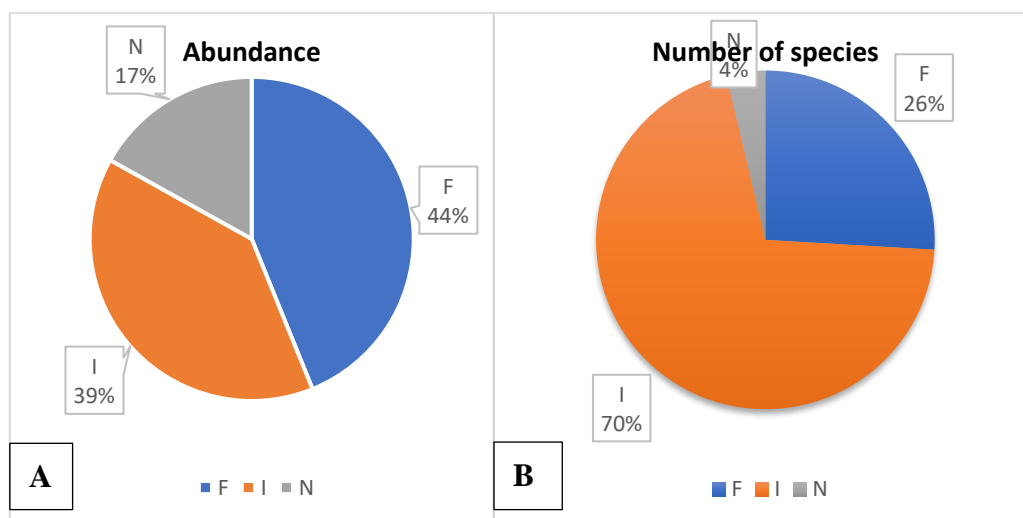 Abundance
N
17%
F
44%
I
39%
A
F I N
Number of species
N
4%
F
26%
I
70%
B
F I N